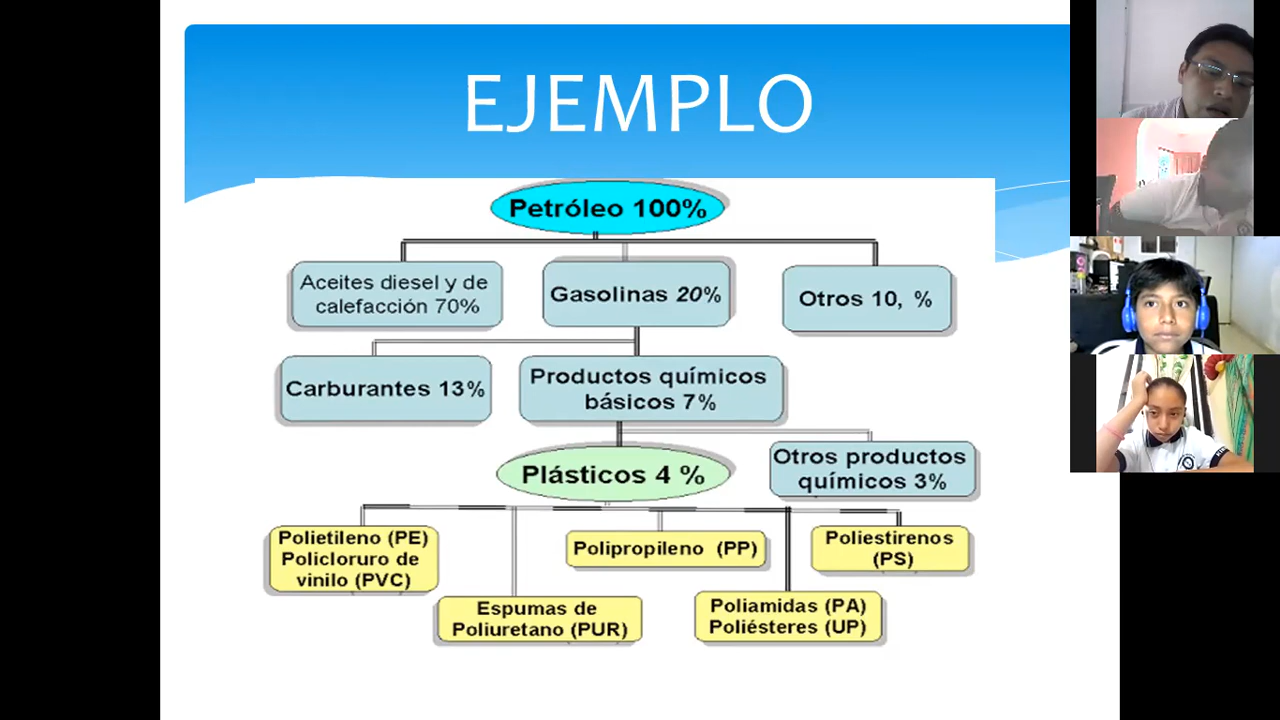 EJEMPLO
Petróleo 100%
Aceites diesel y de
calefacción 70%
Gasolinas 20%
Otros 10, %
Carburantes 13%
Productos químicos
básicos 7%
Plásticos 4 %
Otros productos
químicos 3%
Polietileno (PE)
Policloruro de
vinilo (PVC)
Polipropileno (PP)
Poliestirenos
(PS)
Espumas de
Poliuretano (PUR)
Poliamidas (PA)
Poliésteres (UP)